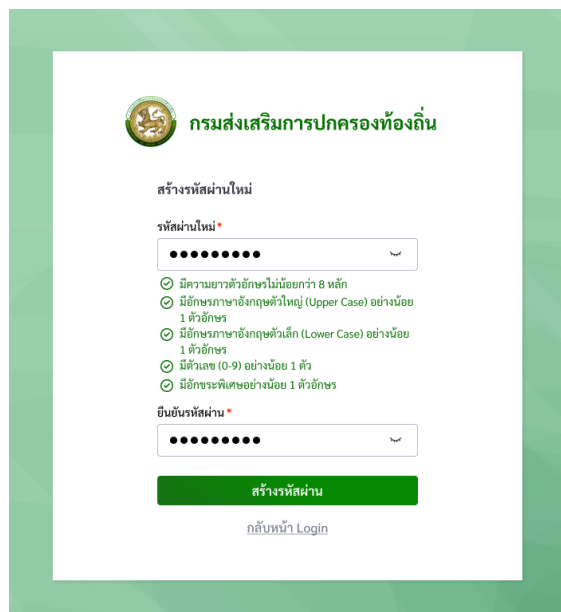 กรมส่งเสริมการปกครองท้องถิ่น
สร้างรหัสผ่านใหม่
รหัสผ่านใหม่ *
●●●●●●●●●
มีความยาวตัวอักษรไม่น้อยกว่า 8 หลัก
มีอักษรภาษาอังกฤษตัวใหญ่ (Upper Case) อย่างน้อย
1 ตัวอักษร
มีอักษรภาษาอังกฤษตัวเล็ก (Lower Case) อย่างน้อย
1 ตัวอักษร
มีตัวเลข (0-9) อย่างน้อย 1 ตัว
มีอักขระพิเศษอย่างน้อย 1 ตัวอักษร
ยืนยันรหัสผ่าน *
●●●●●●●●●
สร้างรหัสผ่าน
กลับหน้า Login